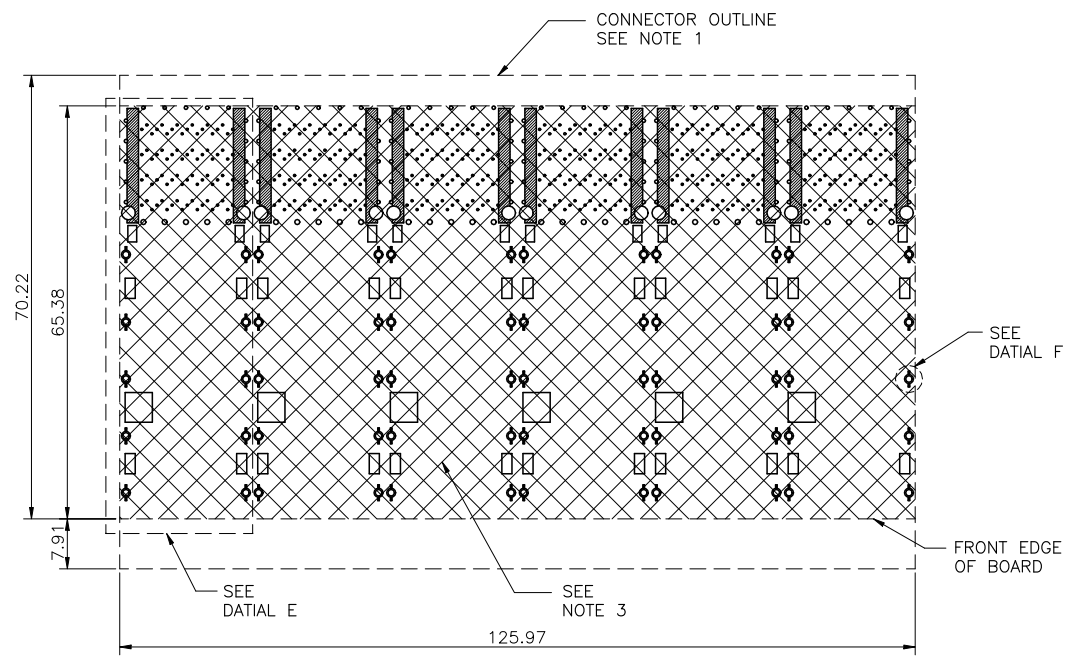 CONNECTOR OUTLINE
SEE NOTE 1
70.22
65.38
SEE
DATIAL F
7.91
FRONT EDGE
OF BOARD
SEE
DATIAL E
SEE
NOTE 3
125.97